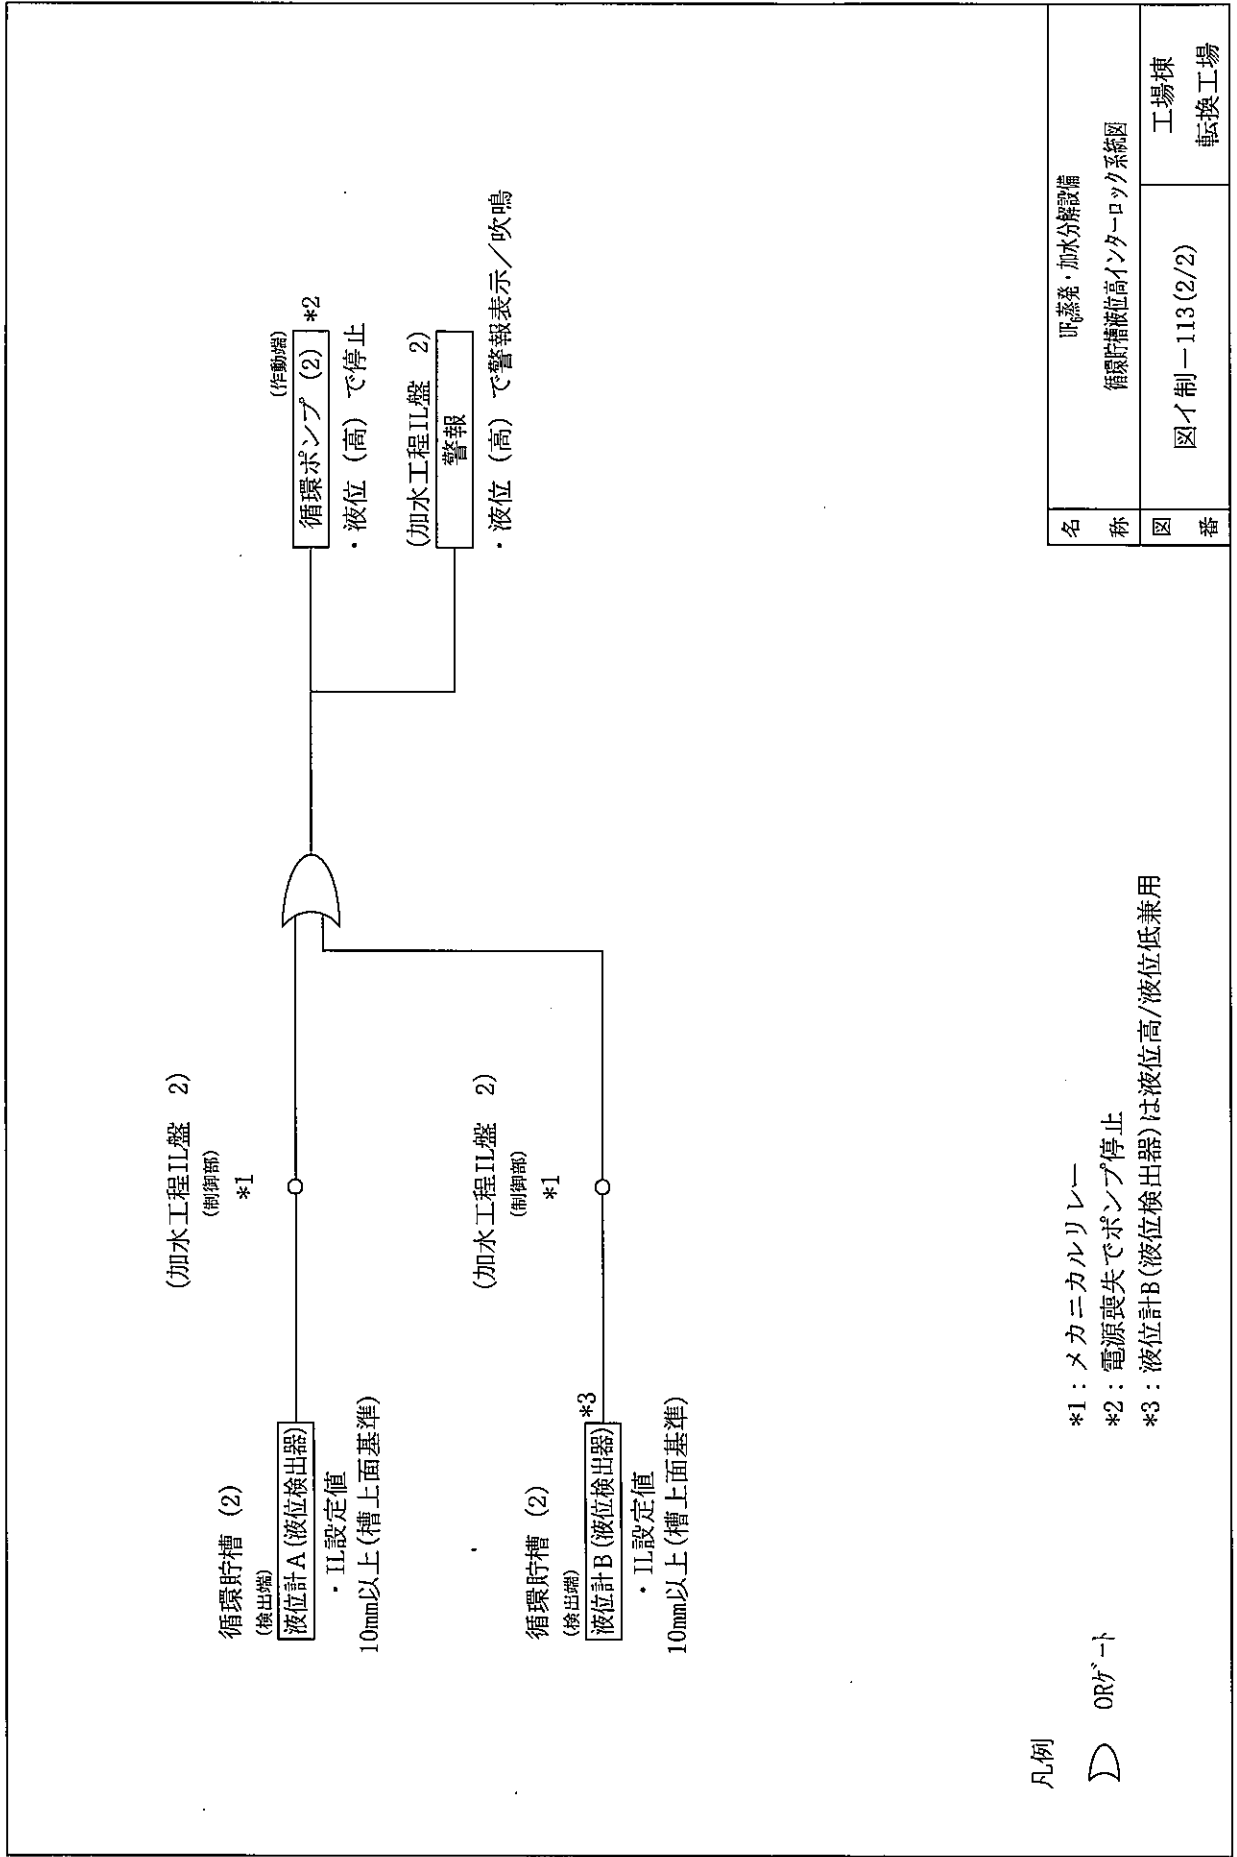 循環貯槽 (2)
(検出端)
液位計A(液位検出器)
・IL設定値
10mm以上(槽上面基準)
(加水工程IL盤 2)
(制御部)
*1
循環貯槽 (2)
(検出端)
液位計B(液位検出器)
*3
・IL設定値
10mm以上(槽上面基準)
(加水工程IL盤 2)
(制御部)
*1
(作動端)
循環ポンプ (2)
*2
・液位 (高) で停止
(加水工程IL盤 2)
警報
・液位 (高) で警報表示/吹鳴
凡例
ORゲート
*1:メカニカルリレー
*2:電源喪失でポンプ停止
*3:液位計B(液位検出器)は液位高/液位低兼用
名称
UF₆蒸発・加水分解設備
循環貯槽液位高インターロック系統図
図番
図イ制-113(2/2)
工場棟
転換工場